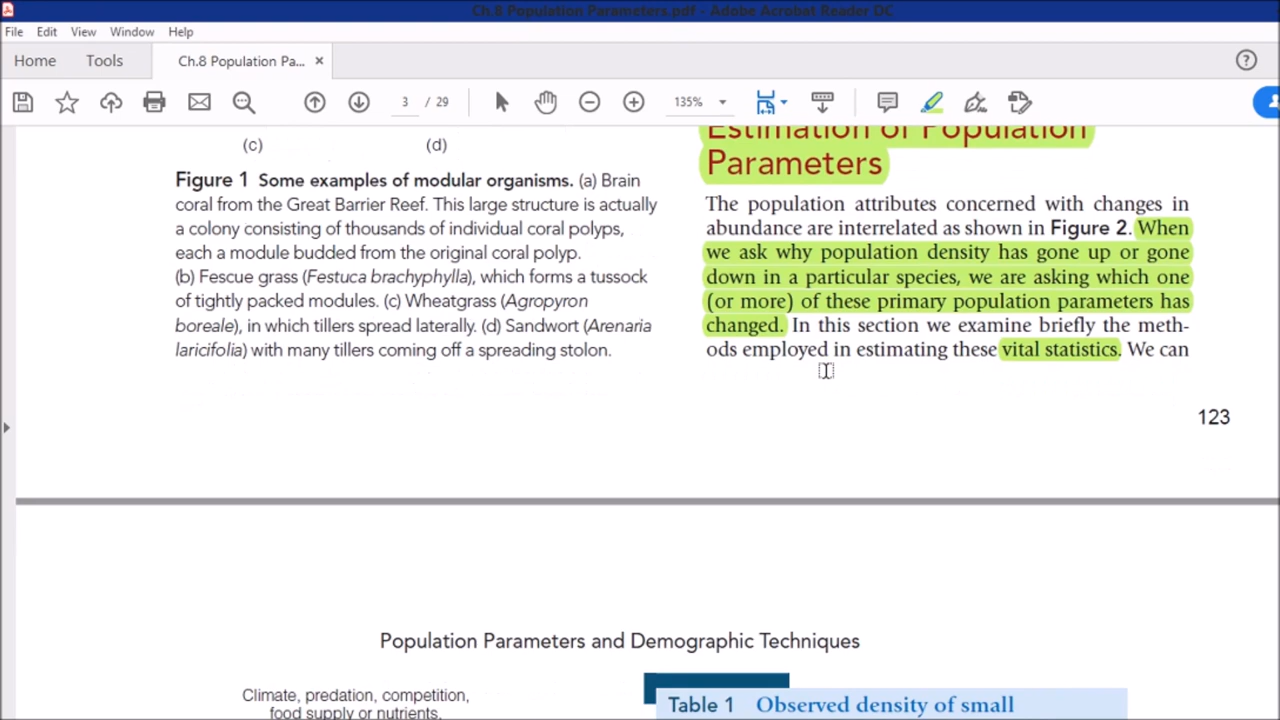 Ch.8 Population Parameters.pdf - Adobe Acrobat Reader DC
File Edit View Window Help
Home Tools Ch.8 Population Pa... ×
3 / 29 135%
(c) (d)
Figure 1 Some examples of modular organisms. (a) Brain
coral from the Great Barrier Reef. This large structure is actually
a colony consisting of thousands of individual coral polyps,
each a module budded from the original coral polyp.
(b) Fescue grass (Festuca brachyphylla), which forms a tussock
of tightly packed modules. (c) Wheatgrass (Agropyron
boreale), in which tillers spread laterally. (d) Sandwort (Arenaria
laricifolia) with many tillers coming off a spreading stolon.
Estimation of Population
Parameters
The population attributes concerned with changes in
abundance are interrelated as shown in Figure 2. When
we ask why population density has gone up or gone
down in a particular species, we are asking which one
(or more) of these primary population parameters has
changed. In this section we examine briefly the meth-
ods employed in estimating these vital statistics. We can
123
Population Parameters and Demographic Techniques
Climate, predation, competition,
food supply or nutrients,
Table 1 Observed density of small